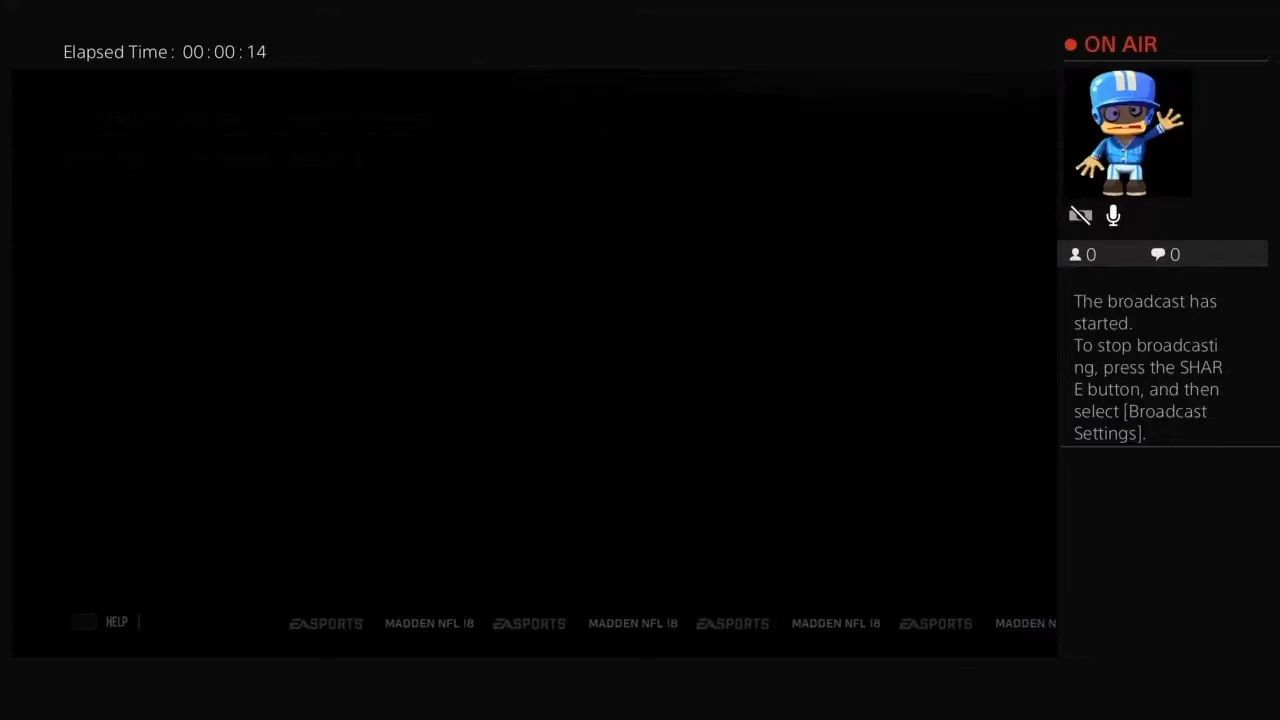 Elapsed Time: 00:00:14
ON AIR
0 0
The broadcast has
started.
To stop broadcasti
ng, press the SHAR
E button, and then
select [Broadcast
Settings].
HELP
EA SPORTS MADDEN NFL 18 EA SPORTS MADDEN NFL 18 EA SPORTS MADDEN NFL 18 EA SPORTS MADDEN N